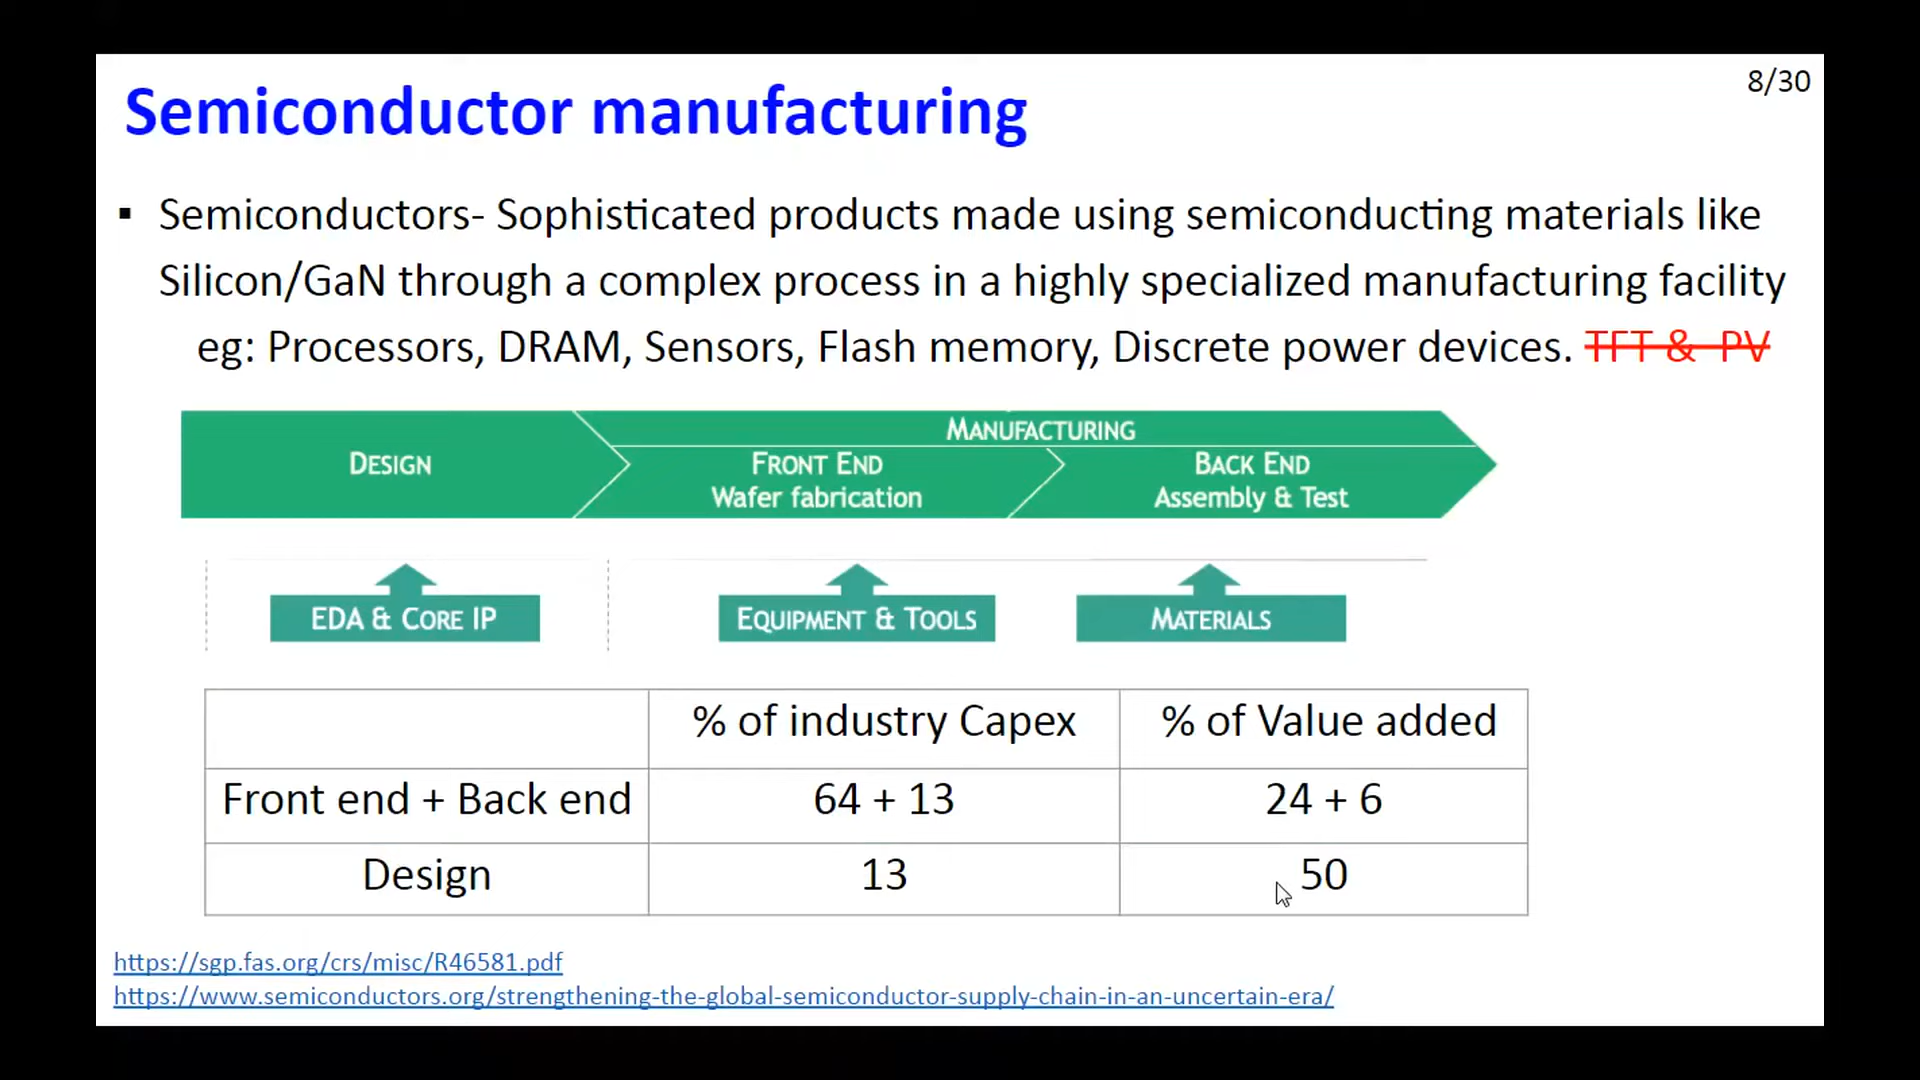 8/30
Semiconductor manufacturing
▪ Semiconductors- Sophisticated products made using semiconducting materials like
Silicon/GaN through a complex process in a highly specialized manufacturing facility
eg: Processors, DRAM, Sensors, Flash memory, Discrete power devices. TFT & PV
MANUFACTURING
DESIGN
FRONT END
Wafer fabrication
BACK END
Assembly & Test
EDA & CORE IP
EQUIPMENT & TOOLS
MATERIALS
% of industry Capex % of Value added
Front end + Back end 64 + 13 24 + 6
Design 13 50
https://sgp.fas.org/crs/misc/R46581.pdf
https://www.semiconductors.org/strengthening-the-global-semiconductor-supply-chain-in-an-uncertain-era/